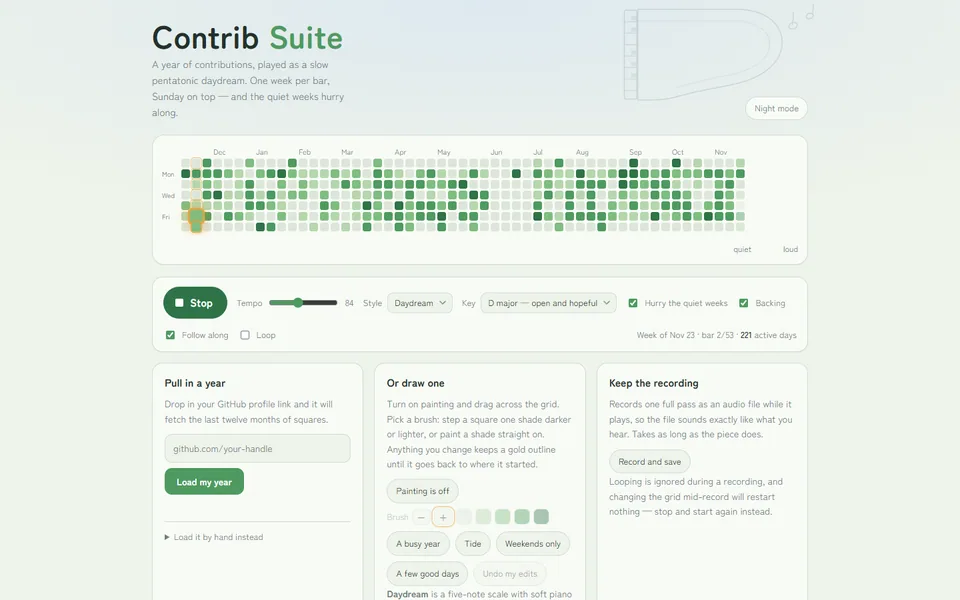 Contrib Suite
A year of contributions, played as a slow
pentatonic daydream. One week per bar,
Sunday on top — and the quiet weeks hurry
along.
Night mode
Dec Jan Feb Mar Apr May Jun Jul Aug Sep Oct Nov
Mon
Wed
Fri
quiet loud
Stop Tempo 84 Style Daydream Key D major — open and hopeful Hurry the quiet weeks Backing
Follow along Loop Week of Nov 23 · bar 2/53 · 221 active days
Pull in a year
Drop in your GitHub profile link and it will
fetch the last twelve months of squares.
github.com/your-handle
Load my year
Load it by hand instead
Or draw one
Turn on painting and drag across the grid.
Pick a brush: step a square one shade darker
or lighter, or paint a shade straight on.
Anything you change keeps a gold outline
until it goes back to where it started.
Painting is off
Brush − +
A busy year Tide Weekends only
A few good days Undo my edits
Daydream is a five-note scale with soft piano
Keep the recording
Records one full pass as an audio file while it
plays, so the file sounds exactly like what you
hear. Takes as long as the piece does.
Record and save
Looping is ignored during a recording, and
changing the grid mid-record will restart
nothing — stop and start again instead.